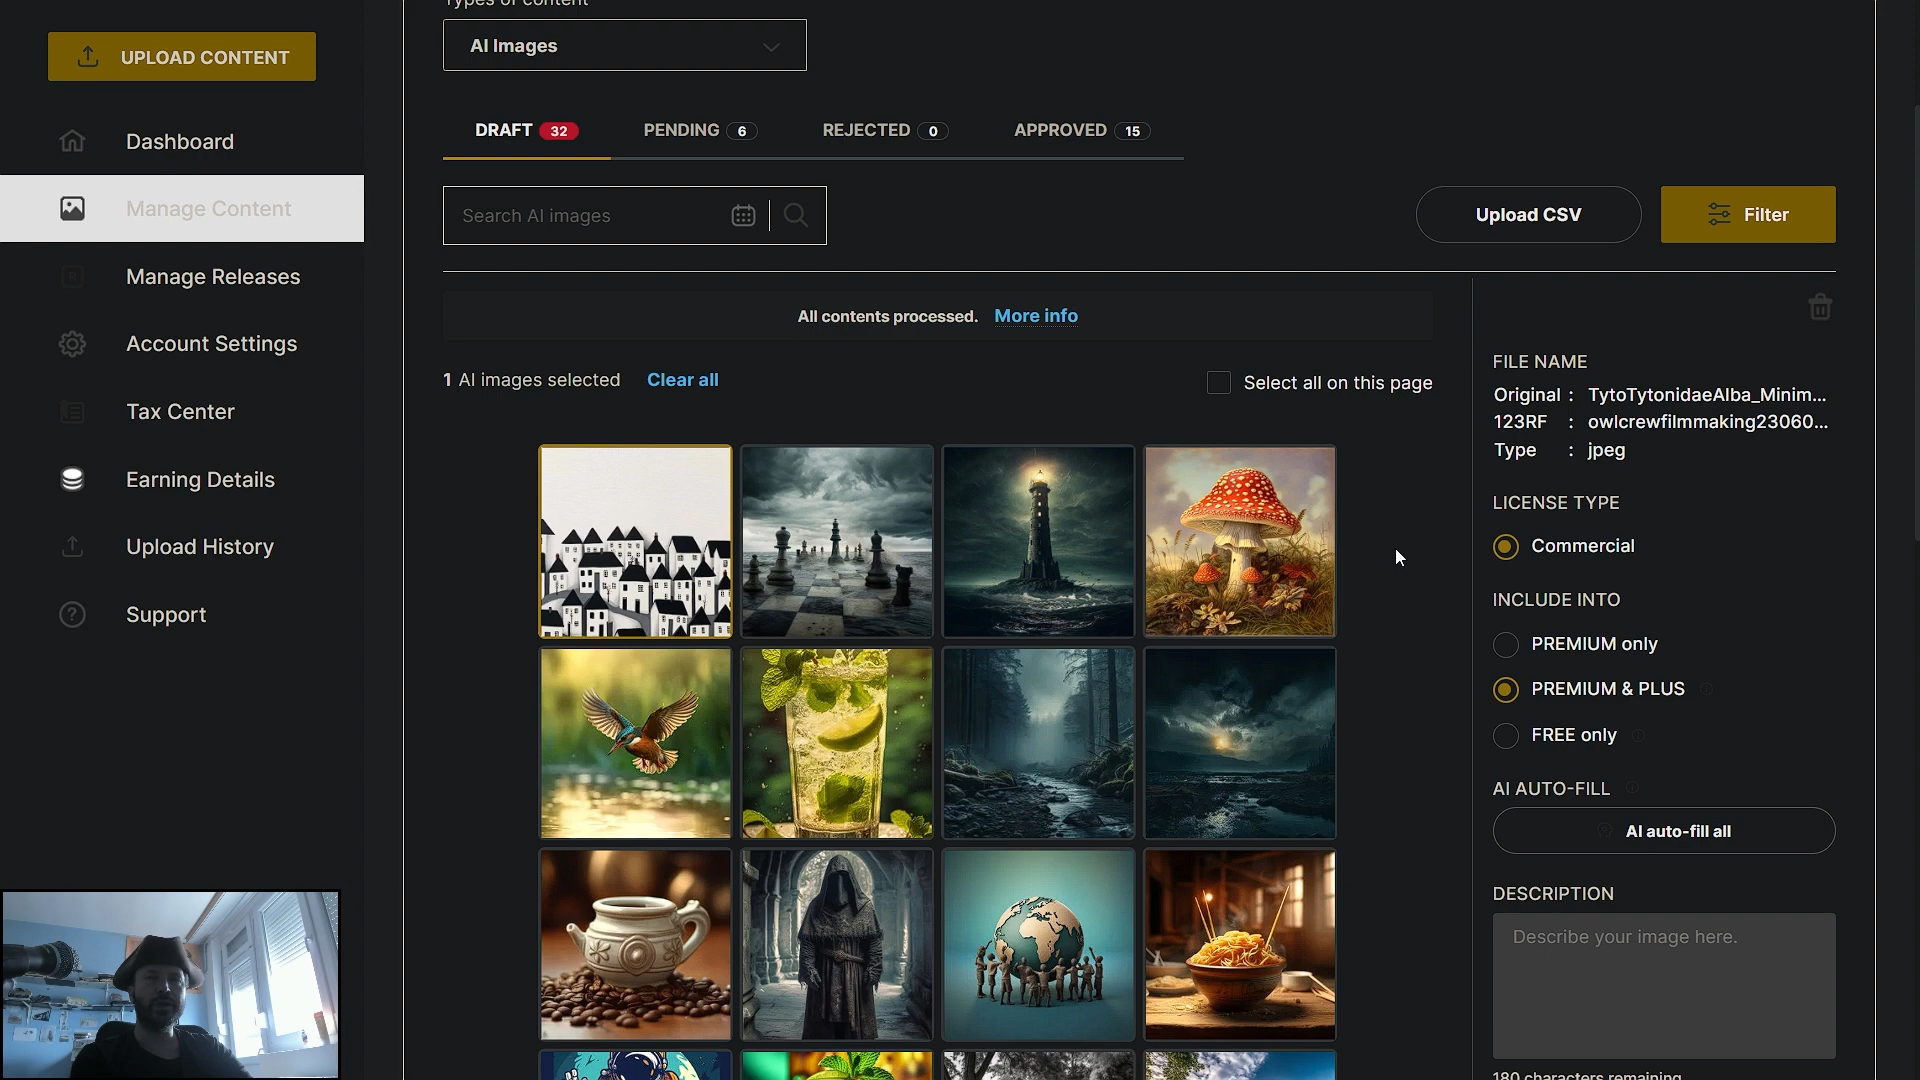 Types of content
UPLOAD CONTENT
AI Images
DRAFT 32
PENDING 6
REJECTED 0
APPROVED 15
Dashboard
Manage Content
Search AI images
Upload CSV
Filter
Manage Releases
All contents processed. More info
Account Settings
1 AI images selected Clear all
Select all on this page
Tax Center
Earning Details
Upload History
Support
FILE NAME
Original : TytoTytonidaeAlba_Minim...
123RF : owlcrewfilmmaking23060...
Type : jpeg
LICENSE TYPE
Commercial
INCLUDE INTO
PREMIUM only
PREMIUM & PLUS
FREE only
AI AUTO-FILL
AI auto-fill all
DESCRIPTION
Describe your image here.
180 characters remaining